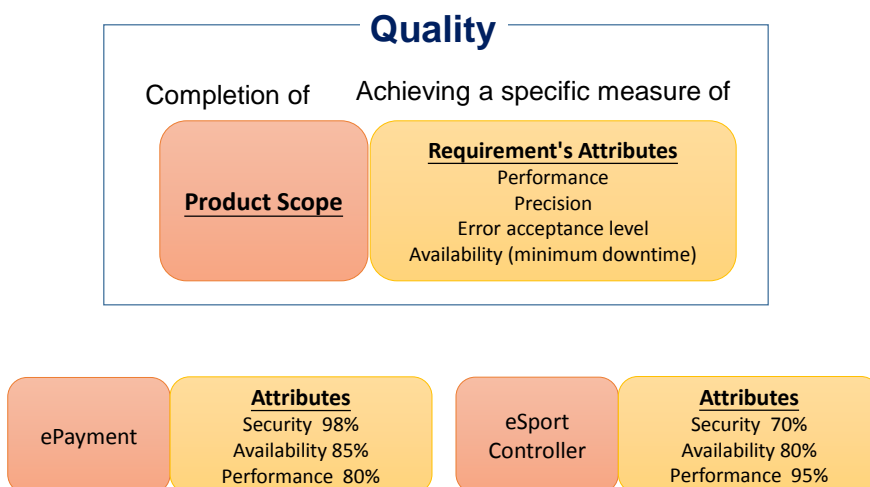 Quality
Completion of
Achieving a specific measure of
Product Scope
Requirement's Attributes
Performance
Precision
Error acceptance level
Availability (minimum downtime)
ePayment
Attributes
Security 98%
Availability 85%
Performance 80%
eSport
Controller
Attributes
Security 70%
Availability 80%
Performance 95%